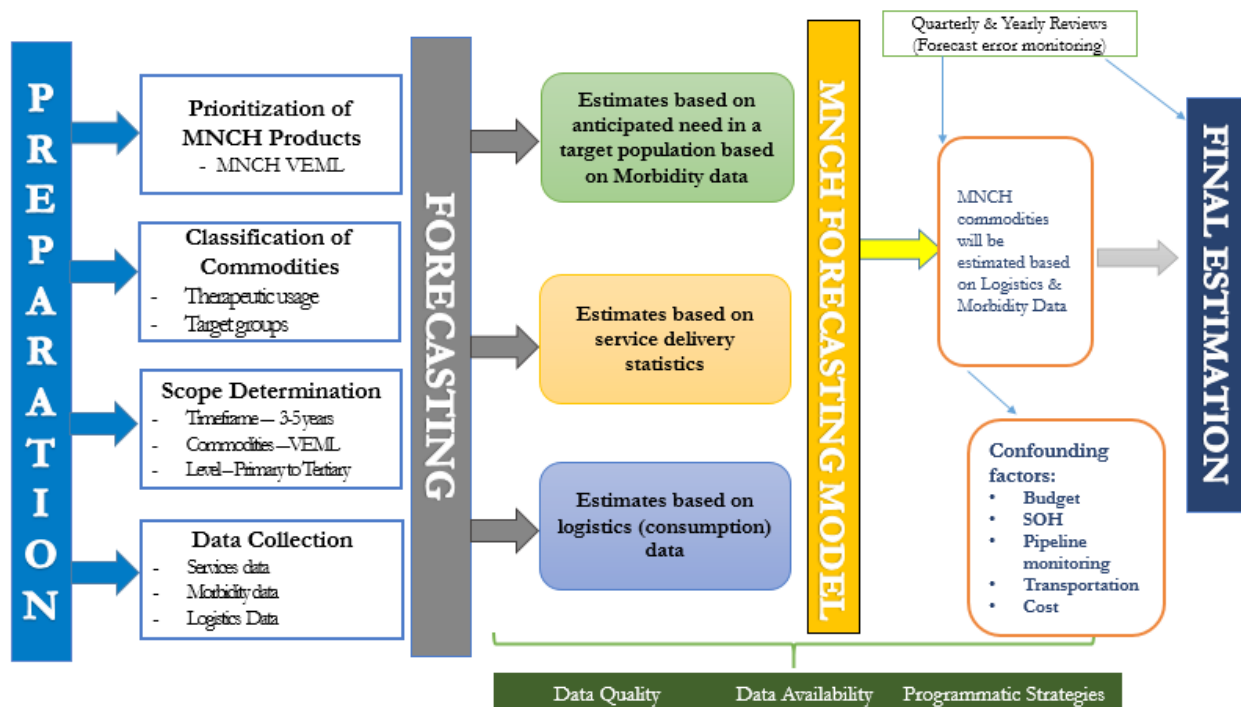 PREPARATION
Prioritization of
MNCH Products
- MNCH VEML
Classification of
Commodities
- Therapeutic usage
- Target groups
Scope Determination
- Timeframe — 3-5 years
- Commodities — VEML
- Level – Primary to Tertiary
Data Collection
- Services data
- Morbidity data
- Logistics Data
FORECASTING
Estimates based on
anticipated need in a
target population based
on Morbidity data
Estimates based on
service delivery
statistics
Estimates based on
logistics (consumption)
data
MNCH FORECASTING MODEL
Quarterly & Yearly Reviews
(Forecast error monitoring)
MNCH
commodities
will be
estimated based
on Logistics &
Morbidity Data
Confounding
factors:
• Budget
• SOH
• Pipeline
monitoring
• Transportation
• Cost
FINAL ESTIMATION
Data Quality Data Availability Programmatic Strategies